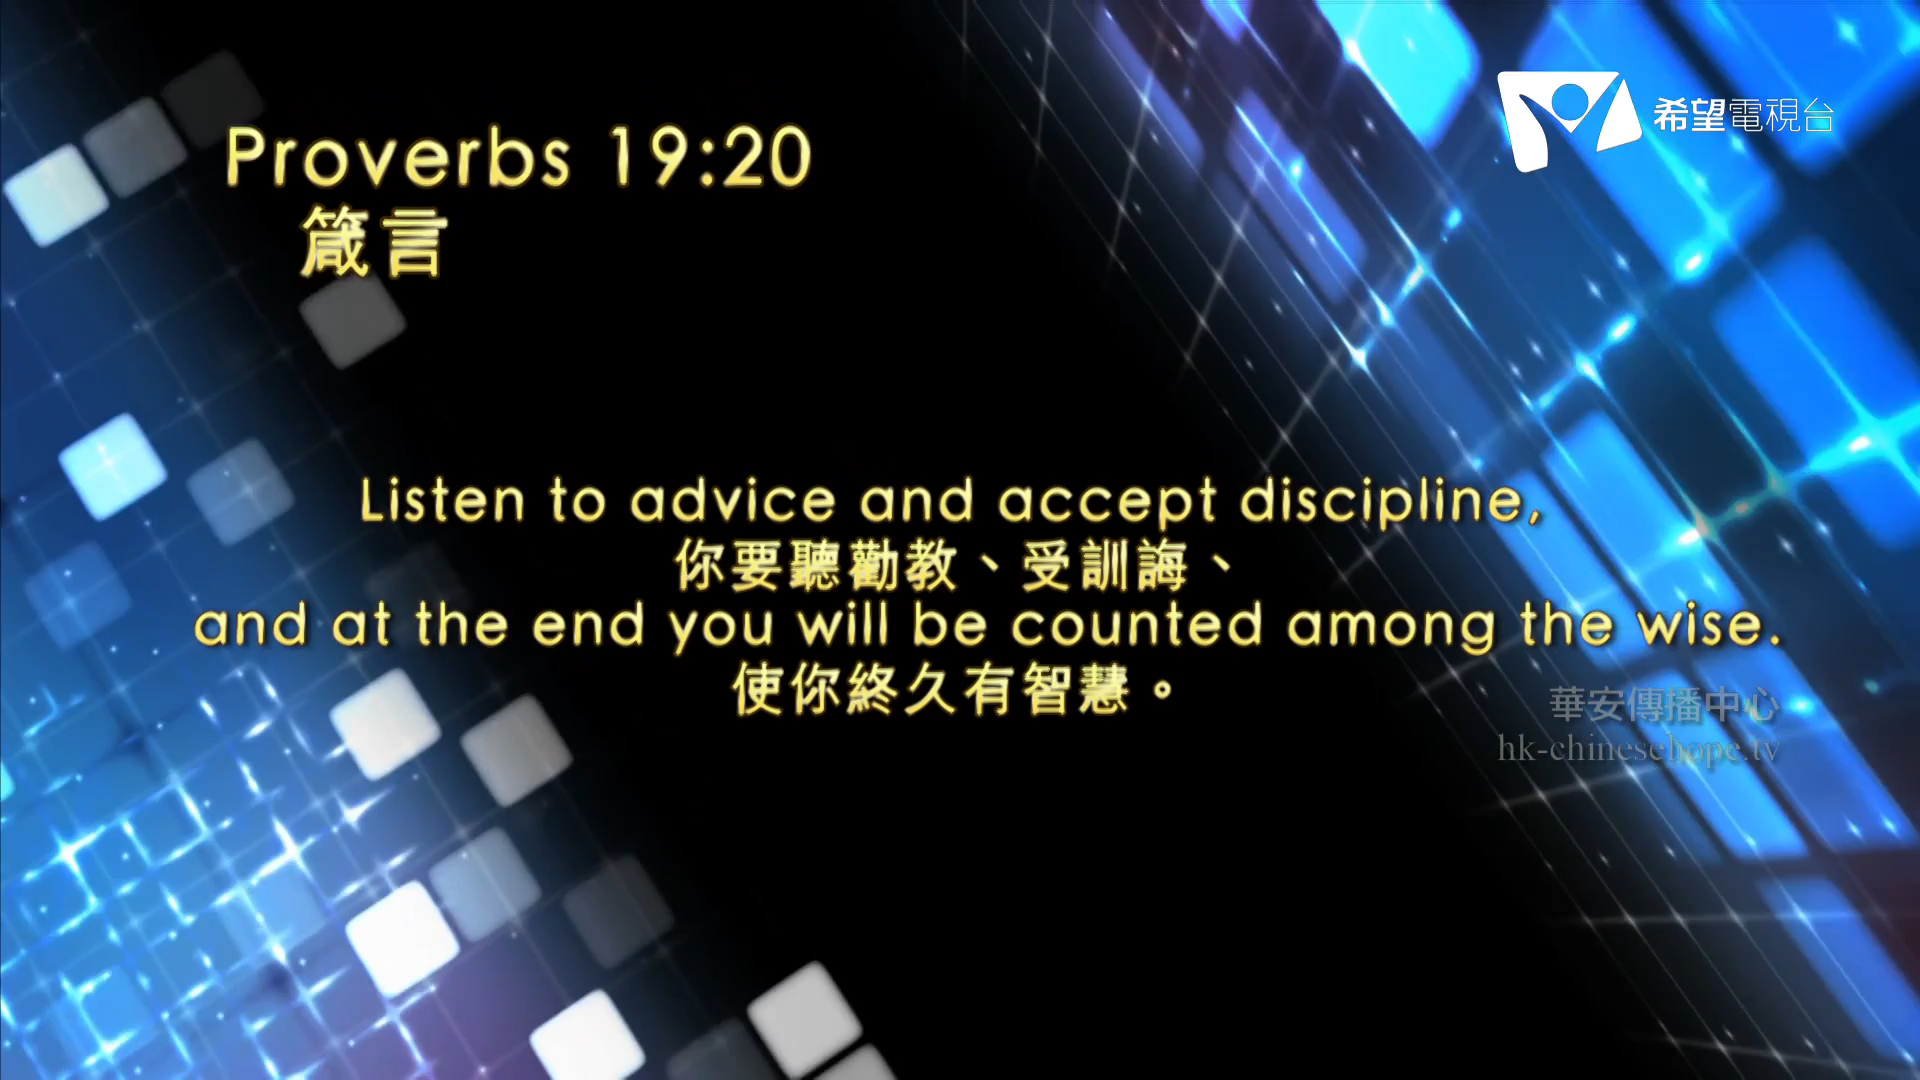 希望電視台
Proverbs 19:20
箴言
Listen to advice and accept discipline,
你要聽勸教、受訓誨、
and at the end you will be counted among the wise.
使你終久有智慧。
華安傳播中心
hk-chinesehope.tv